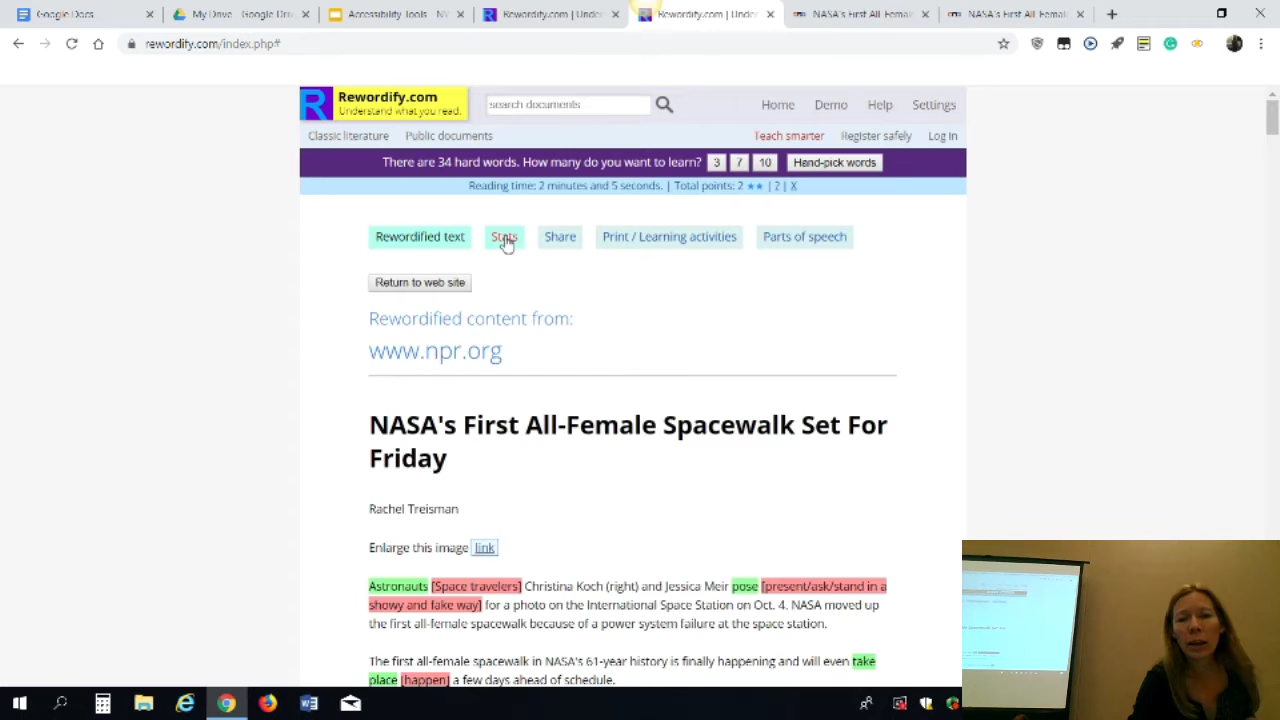 Google Docs
My Drive - Google Dri
Accessibility Tools - NV
Rewordify.com | Under
Rewordify.com | Under
NASA's First All-Female
NASA's First All-Female
rewordify.com/index.php#
Rewordify.com
Understand what you read.
search documents
Home Demo Help Settings
Classic literature Public documents Teach smarter Register safely Log In
There are 34 hard words. How many do you want to learn? 3 7 10 Hand-pick words
Reading time: 2 minutes and 5 seconds. | Total points: 2 ★★ | ? | X
Rewordified text Stats Share Print / Learning activities Parts of speech
Return to web site
Rewordified content from:
www.npr.org
NASA's First All-Female Spacewalk Set For
Friday
Rachel Treisman
Enlarge this image link
Astronauts [Space travelers] Christina Koch (right) and Jessica Meir pose [present/ask/stand in a
showy and fake way] for a photo on the International Space Station on Oct. 4. NASA moved up
the first all-female spacewalk because of a power system failure at the space station.
The first all-female spacewalk in NASA's 61-year history is finally happening and will even take
place [happen] a few days ahead of schedule.